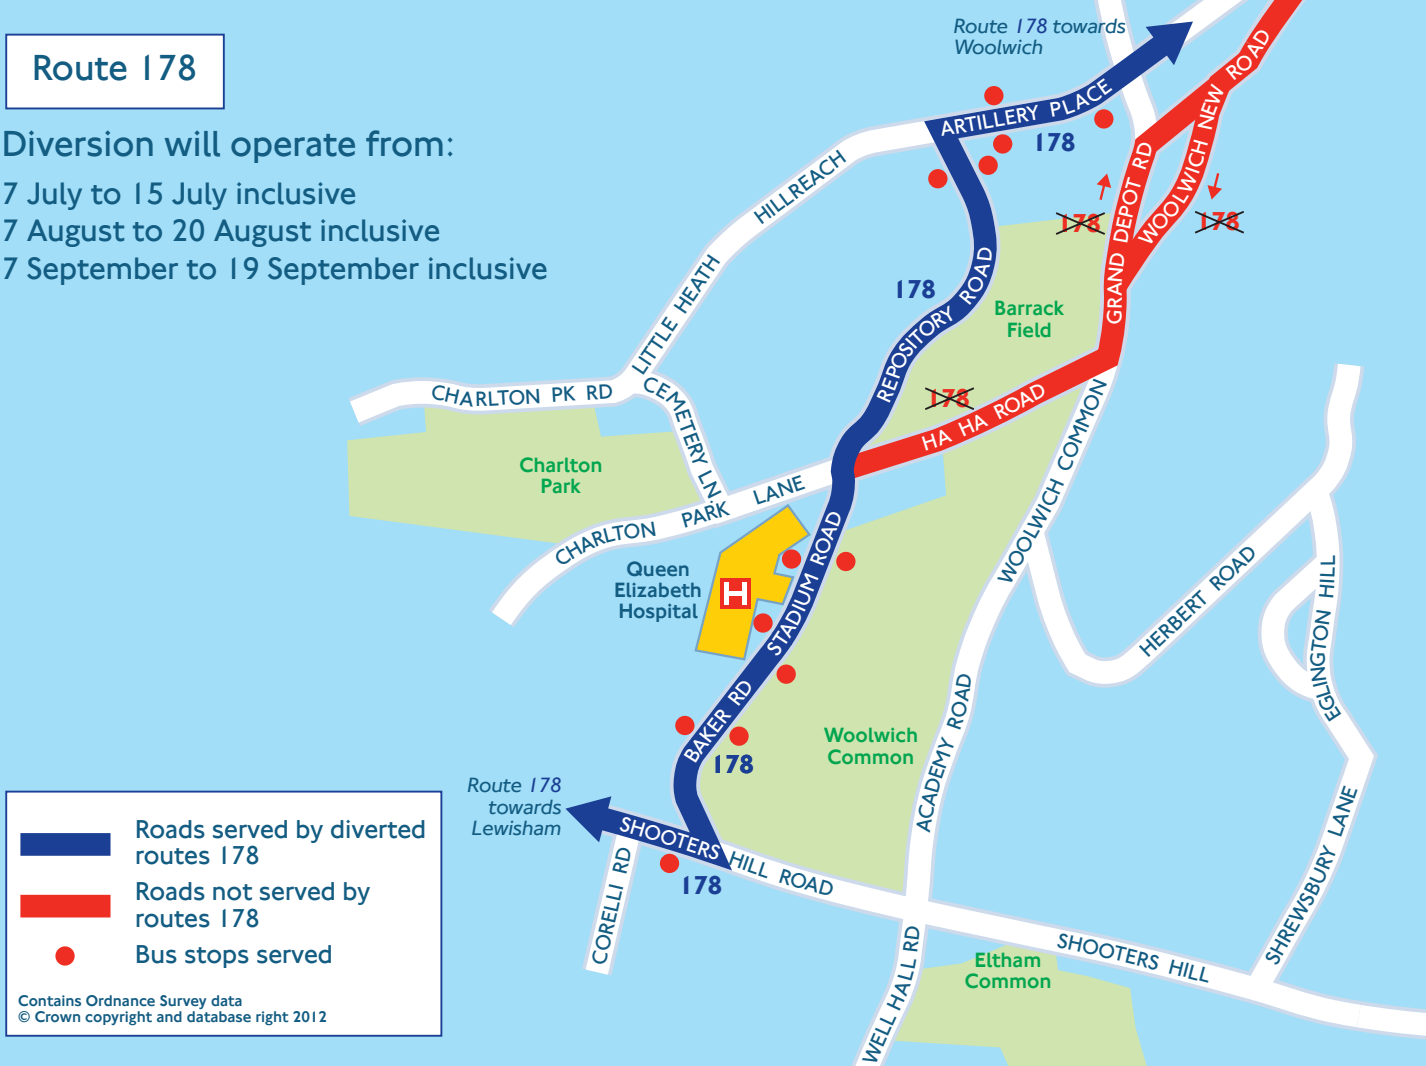 Route 178
Diversion will operate from:
7 July to 15 July inclusive
7 August to 20 August inclusive
7 September to 19 September inclusive
Route 178 towards
Woolwich
ARTILLERY PLACE
178
HILLREACH
LITTLE HEATH
CHARLTON PK RD
CEMETERY LN
CHARLTON PARK LANE
Charlton
Park
REPOSITORY ROAD
178
Barrack
Field
178
HA HA ROAD
178
178
GRAND DEPOT RD
WOOLWICH NEW ROAD
WOOLWICH COMMON
Queen
Elizabeth
Hospital
H
STADIUM ROAD
BAKER RD
178
Woolwich
Common
ACADEMY ROAD
HERBERT ROAD
EGLINGTON HILL
SHREWSBURY LANE
Route 178
towards
Lewisham
SHOOTERS HILL ROAD
178
CORELLI RD
WELL HALL RD
Eltham
Common
SHOOTERS HILL
Roads served by diverted
routes 178
Roads not served by
routes 178
Bus stops served
Contains Ordnance Survey data
© Crown copyright and database right 2012